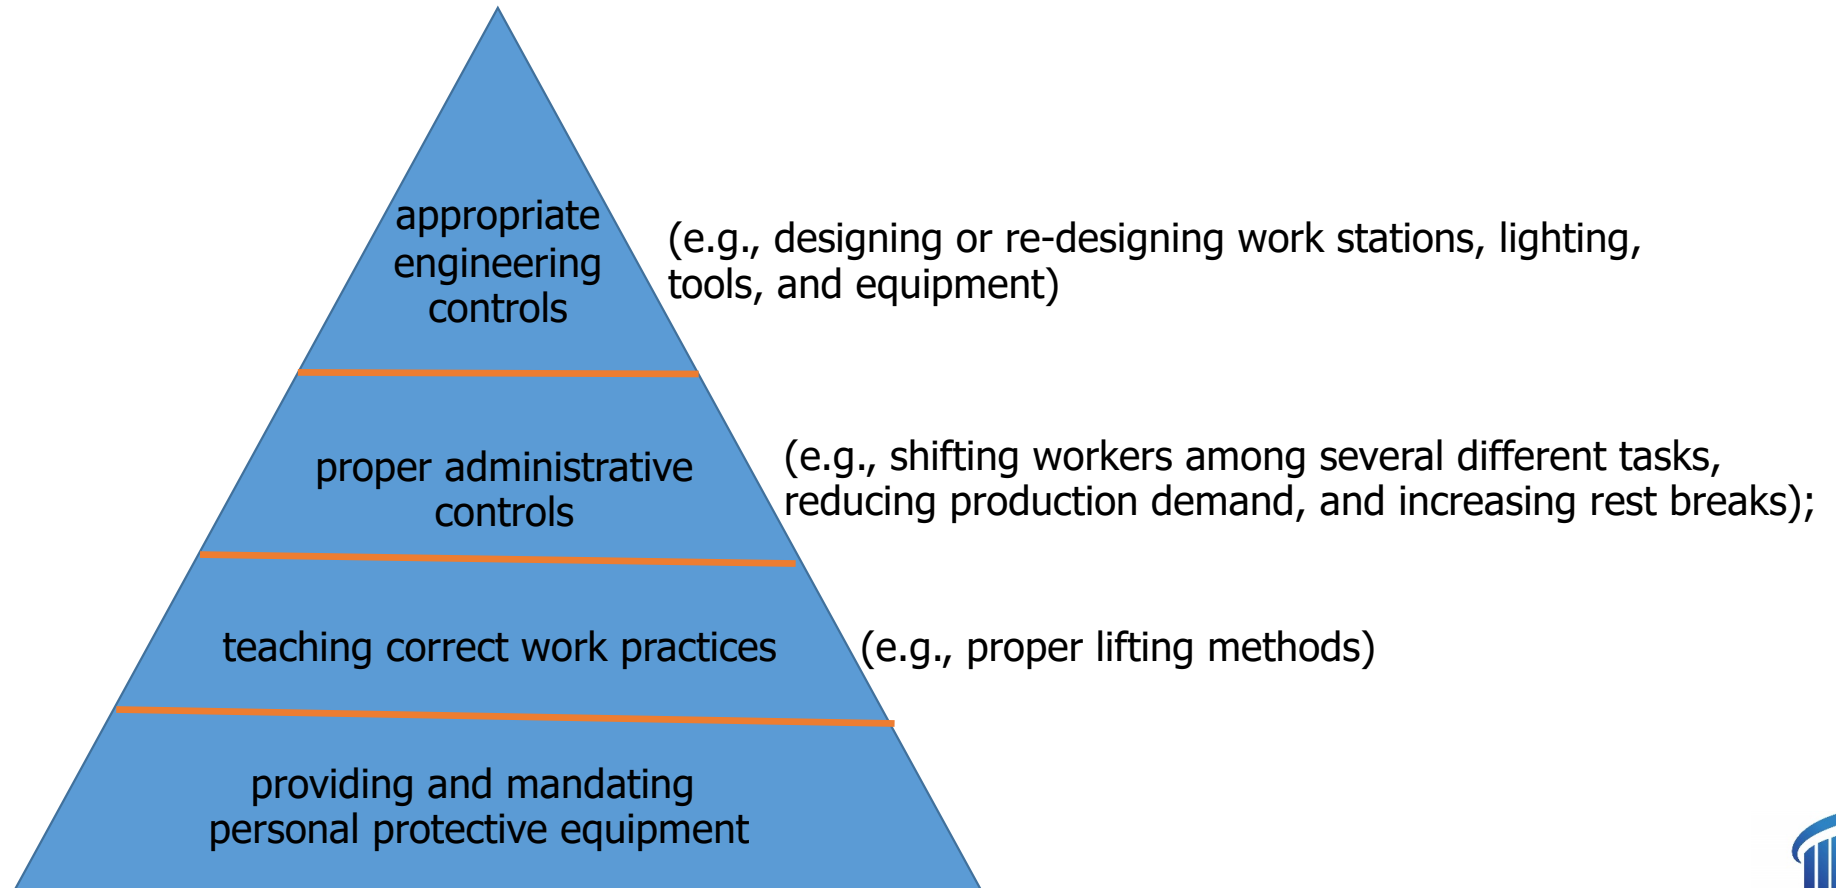 appropriate
engineering
controls
(e.g., designing or re-designing work stations, lighting,
tools, and equipment)
proper administrative
controls
(e.g., shifting workers among several different tasks,
reducing production demand, and increasing rest breaks);
teaching correct work practices
(e.g., proper lifting methods)
providing and mandating
personal protective equipment